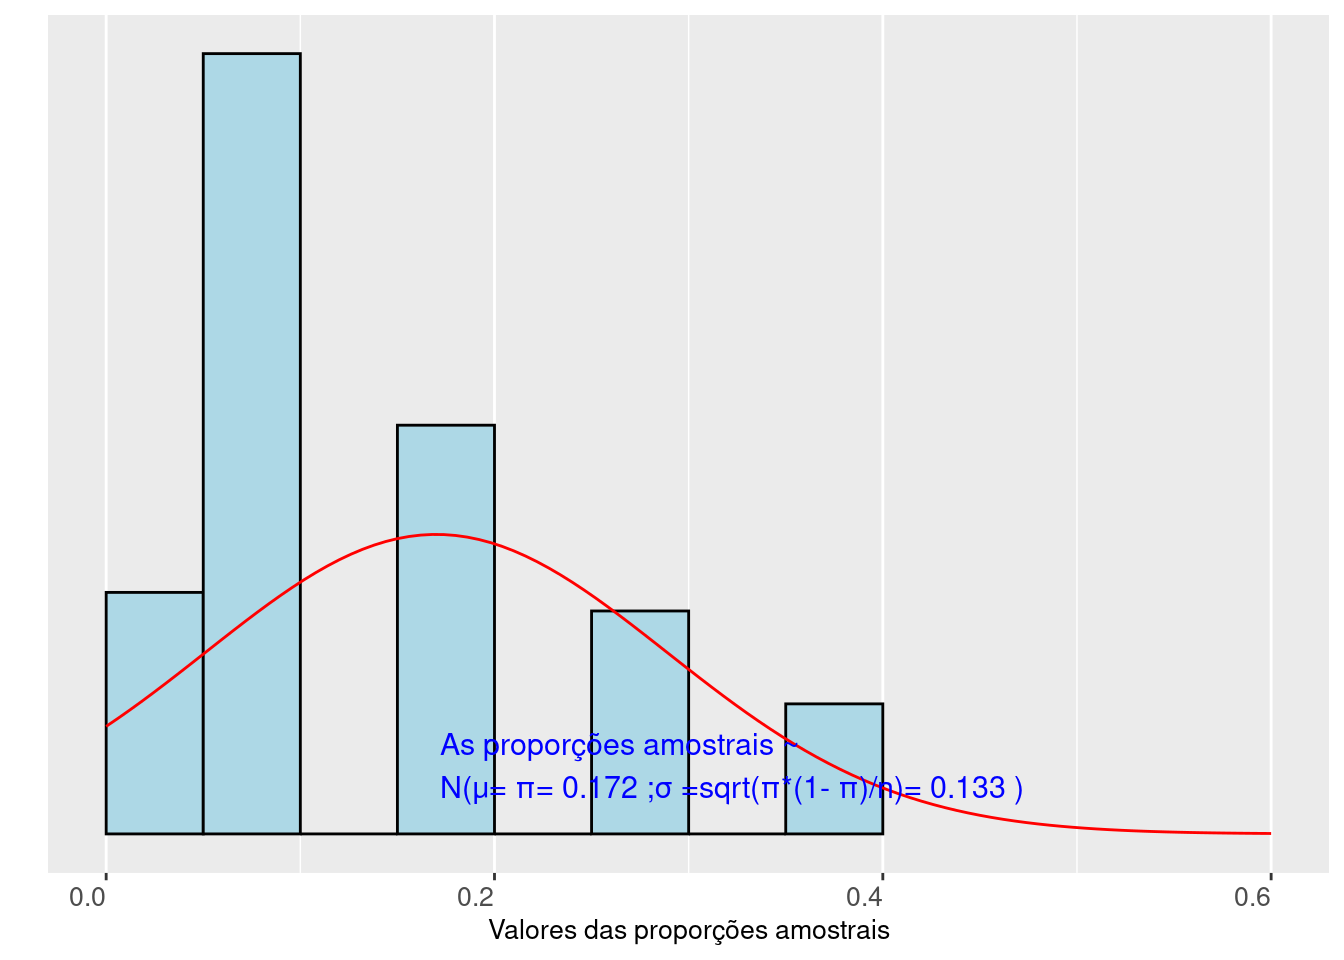 As proporções amostrais ~
N(μ= π= 0.172 ;σ =sqrt(π*(1- π)/n)= 0.133 )
0.0 0.2 0.4 0.6
Valores das proporções amostrais